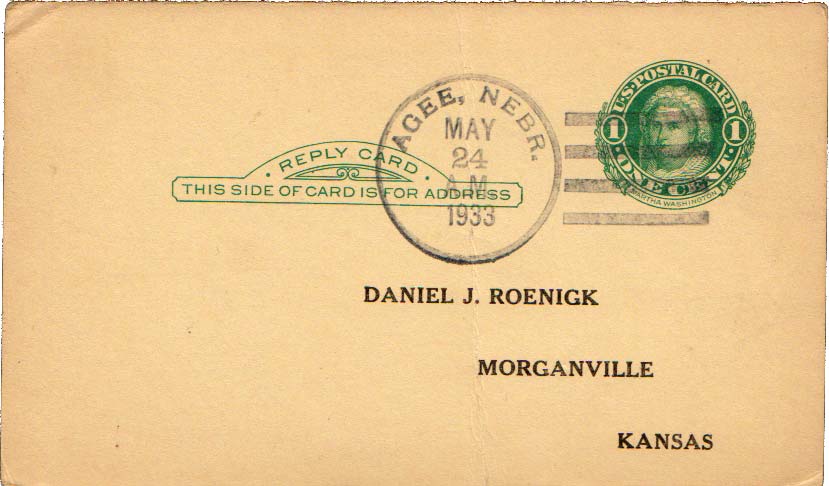 AGEE, NEBR.
MAY
24
A.M.
1933
U.S. POSTAL CARD
1 1
ONE CENT
MARTHA WASHINGTON
REPLY CARD
THIS SIDE OF CARD IS FOR ADDRESS
DANIEL J. ROENIGK
MORGANVILLE
KANSAS